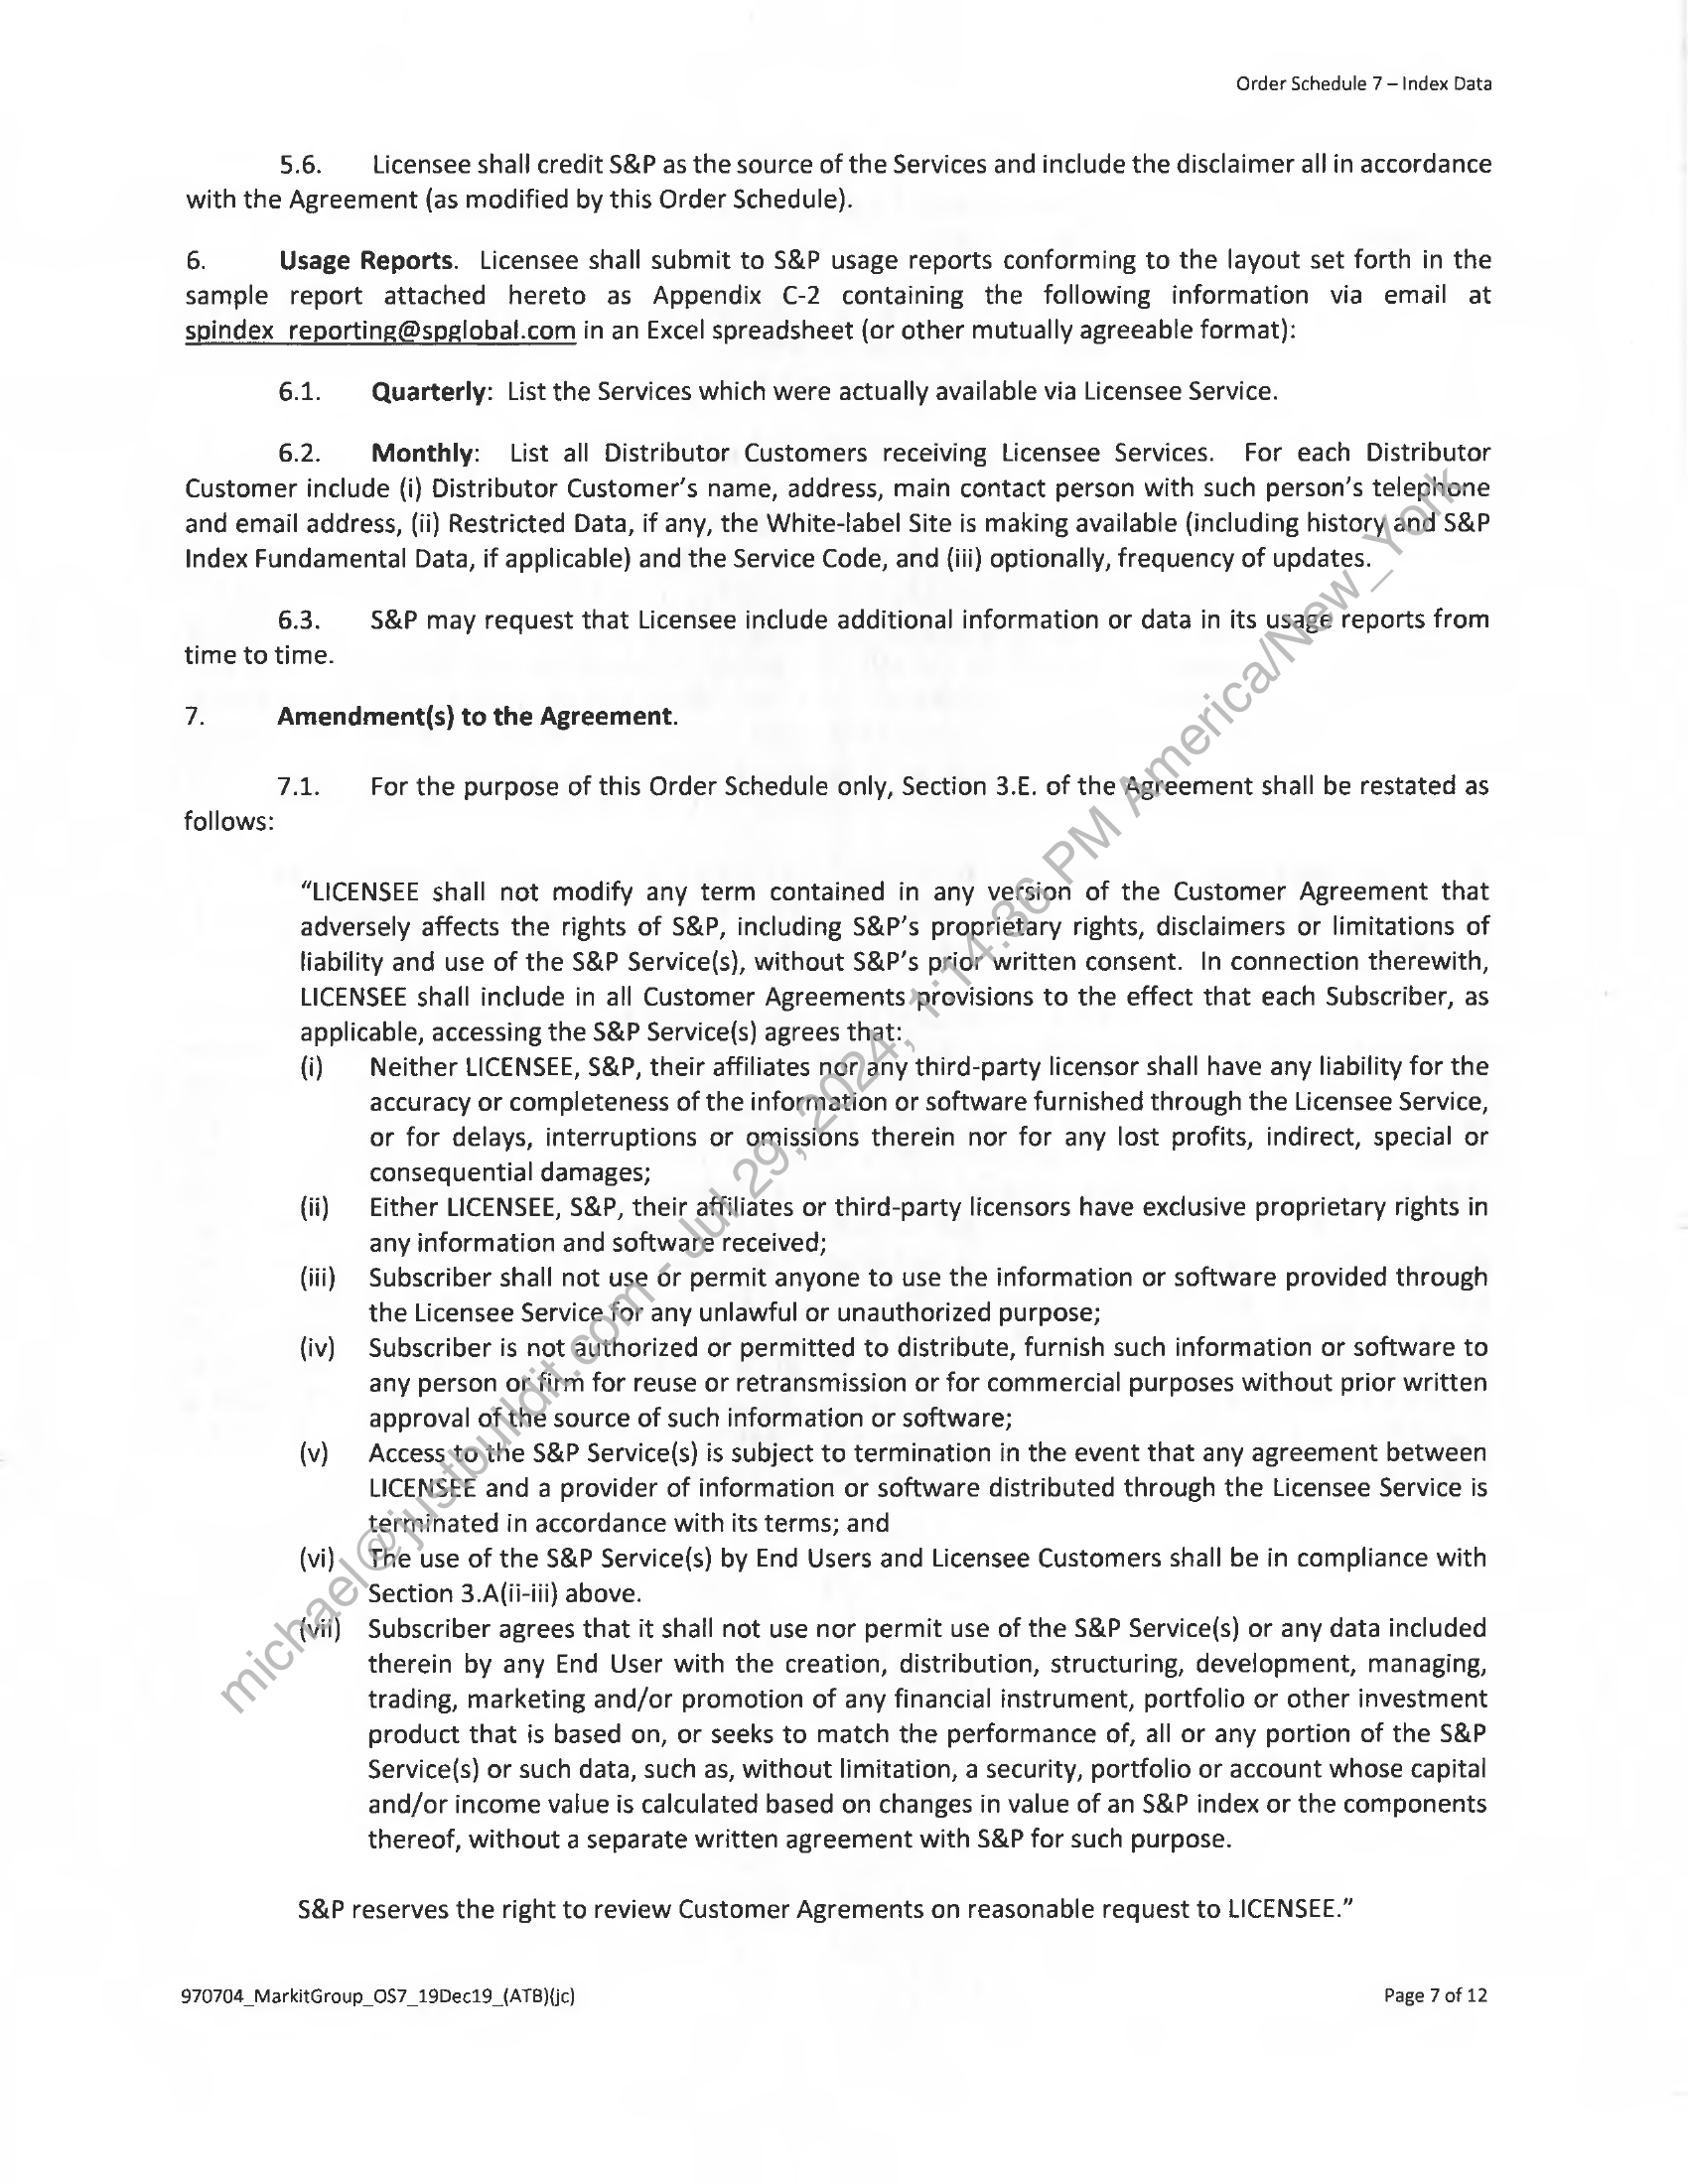 Order Schedule 7 – Index Data
5.6. Licensee shall credit S&P as the source of the Services and include the disclaimer all in accordance
with the Agreement (as modified by this Order Schedule).
6. Usage Reports. Licensee shall submit to S&P usage reports conforming to the layout set forth in the
sample report attached hereto as Appendix C-2 containing the following information via email at
spindex_reporting@spglobal.com in an Excel spreadsheet (or other mutually agreeable format):
6.1. Quarterly: List the Services which were actually available via Licensee Service.
6.2. Monthly: List all Distributor Customers receiving Licensee Services. For each Distributor
Customer include (i) Distributor Customer's name, address, main contact person with such person's telephone
and email address, (ii) Restricted Data, if any, the White-label Site is making available (including history and S&P
Index Fundamental Data, if applicable) and the Service Code, and (iii) optionally, frequency of updates.
6.3. S&P may request that Licensee include additional information or data in its usage reports from
time to time.
7. Amendment(s) to the Agreement.
7.1. For the purpose of this Order Schedule only, Section 3.E. of the Agreement shall be restated as
follows:
"LICENSEE shall not modify any term contained in any version of the Customer Agreement that
adversely affects the rights of S&P, including S&P's proprietary rights, disclaimers or limitations of
liability and use of the S&P Service(s), without S&P's prior written consent. In connection therewith,
LICENSEE shall include in all Customer Agreements provisions to the effect that each Subscriber, as
applicable, accessing the S&P Service(s) agrees that:
(i) Neither LICENSEE, S&P, their affiliates nor any third-party licensor shall have any liability for the
accuracy or completeness of the information or software furnished through the Licensee Service,
or for delays, interruptions or omissions therein nor for any lost profits, indirect, special or
consequential damages;
(ii) Either LICENSEE, S&P, their affiliates or third-party licensors have exclusive proprietary rights in
any information and software received;
(iii) Subscriber shall not use or permit anyone to use the information or software provided through
the Licensee Service for any unlawful or unauthorized purpose;
(iv) Subscriber is not authorized or permitted to distribute, furnish such information or software to
any person or firm for reuse or retransmission or for commercial purposes without prior written
approval of the source of such information or software;
(v) Access to the S&P Service(s) is subject to termination in the event that any agreement between
LICENSEE and a provider of information or software distributed through the Licensee Service is
terminated in accordance with its terms; and
(vi) The use of the S&P Service(s) by End Users and Licensee Customers shall be in compliance with
Section 3.A(ii-iii) above.
(vii) Subscriber agrees that it shall not use nor permit use of the S&P Service(s) or any data included
therein by any End User with the creation, distribution, structuring, development, managing,
trading, marketing and/or promotion of any financial instrument, portfolio or other investment
product that is based on, or seeks to match the performance of, all or any portion of the S&P
Service(s) or such data, such as, without limitation, a security, portfolio or account whose capital
and/or income value is calculated based on changes in value of an S&P index or the components
thereof, without a separate written agreement with S&P for such purpose.
S&P reserves the right to review Customer Agrements on reasonable request to LICENSEE."
970704_MarkitGroup_OS7_19Dec19_(ATB)(jc)
Page 7 of 12
michael@justbuildit.com - Jul 29, 2024, 1:14:36 PM America/New_York